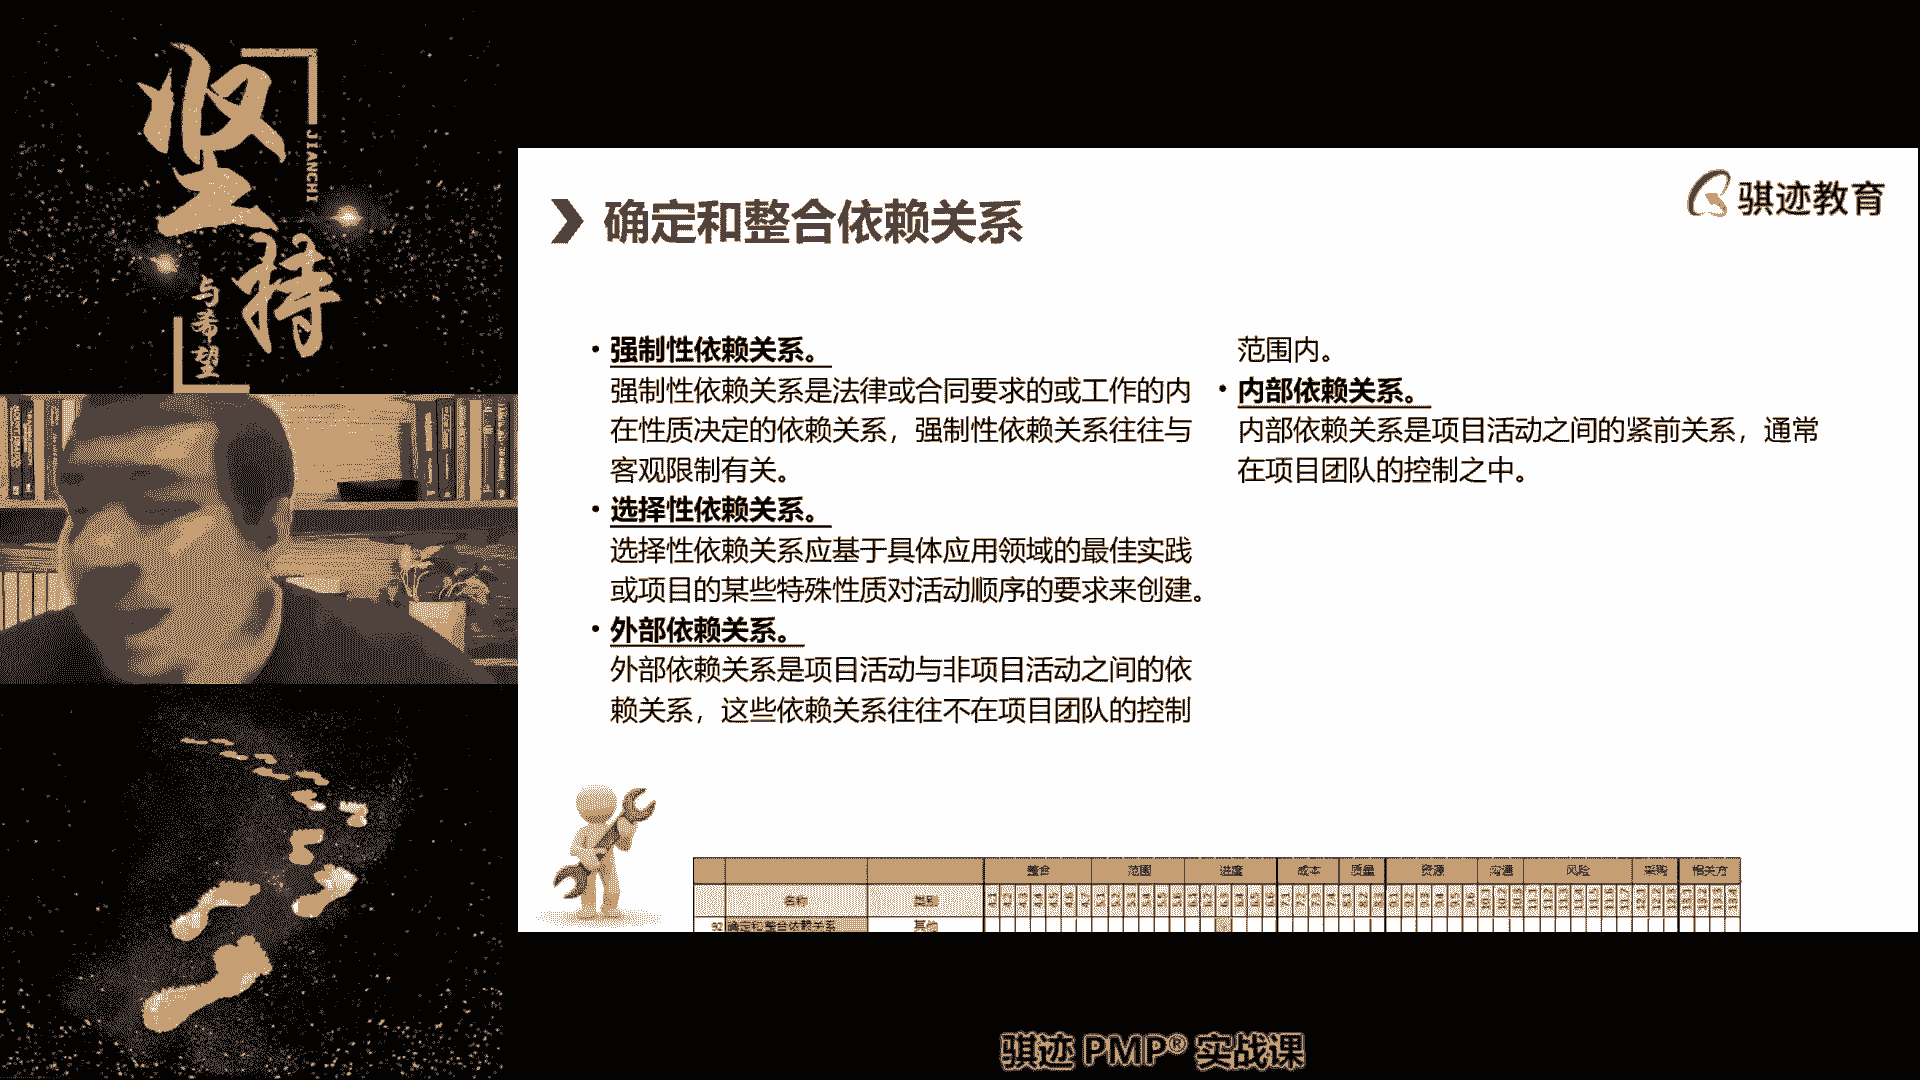 坚持
JIANCHI
与希望
骐迹教育
确定和整合依赖关系
• 强制性依赖关系。
强制性依赖关系是法律或合同要求的或工作的内
在性质决定的依赖关系，强制性依赖关系往往与
客观限制有关。
• 选择性依赖关系。
选择性依赖关系应基于具体应用领域的最佳实践
或项目的某些特殊性质对活动顺序的要求来创建。
• 外部依赖关系。
外部依赖关系是项目活动与非项目活动之间的依
赖关系，这些依赖关系往往不在项目团队的控制
范围内。
• 内部依赖关系。
内部依赖关系是项目活动之间的紧前关系，通常
在项目团队的控制之中。
整合 范围 进度 成本 质量 资源 沟通 风险 采购 相关方
名称 类别
92 确定和整合依赖关系 其他
骐迹 PMP® 实战课